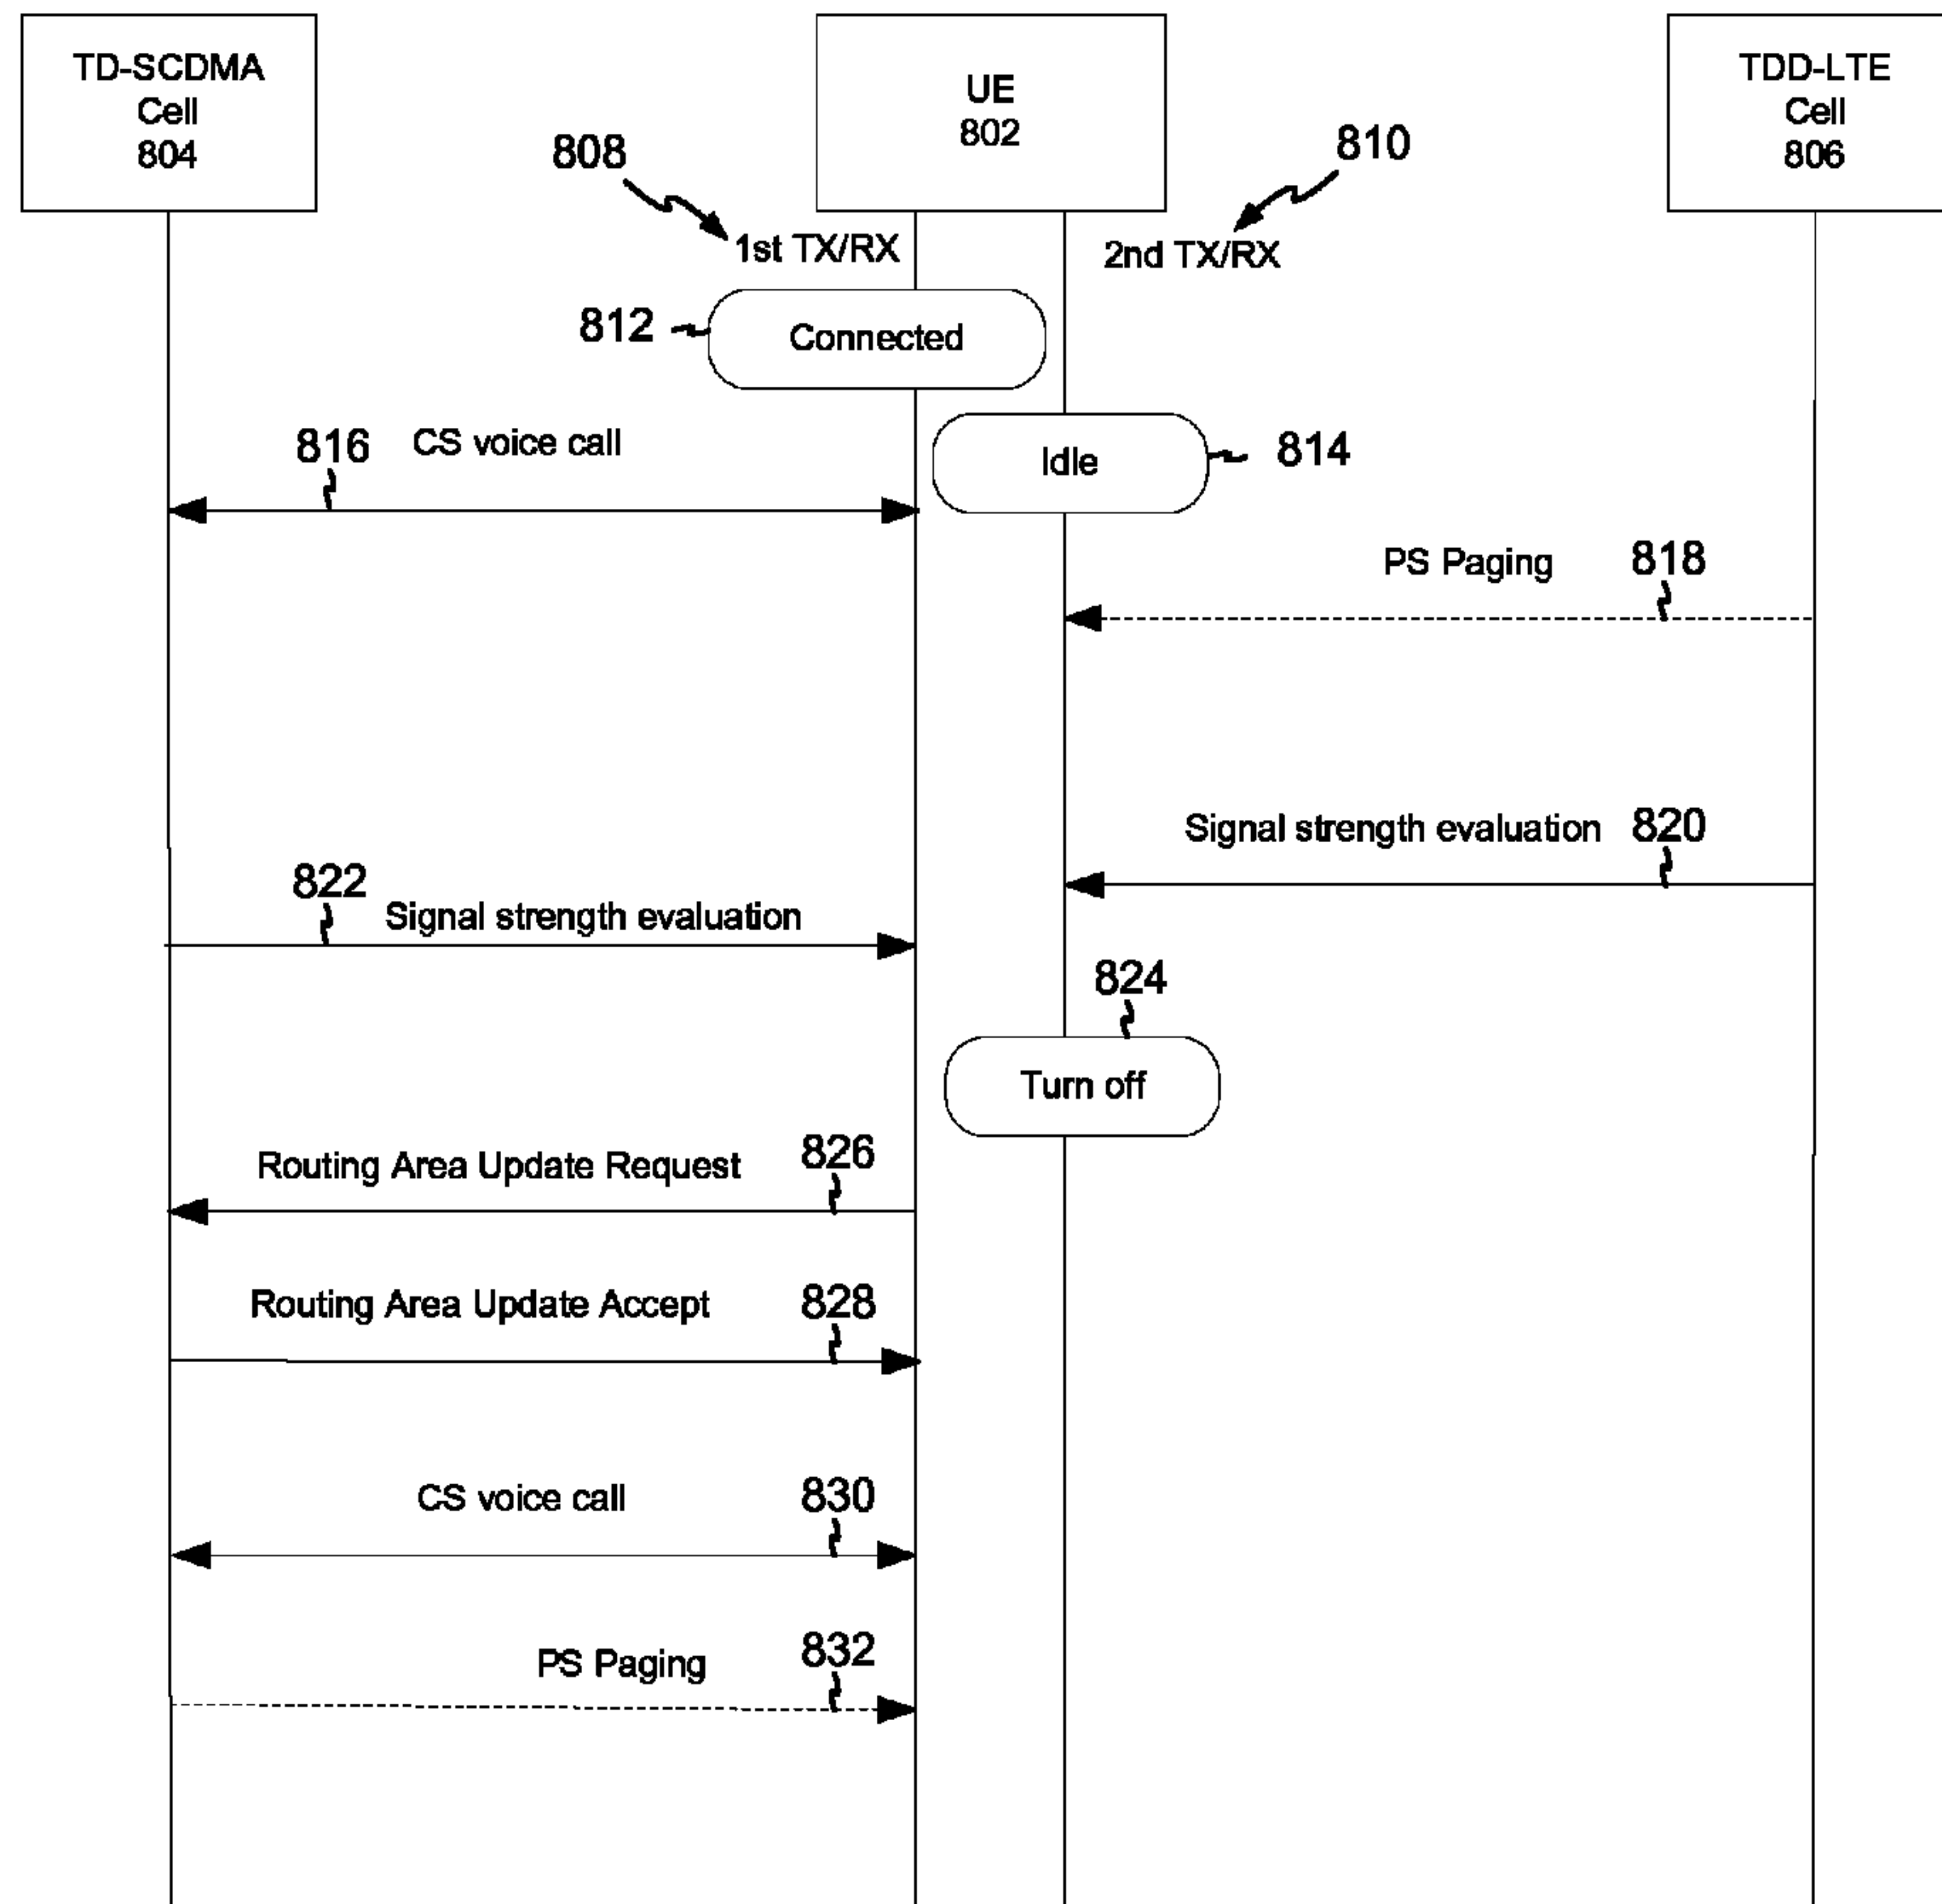 TD-SCDMA
Cell
804
UE
802
TDD-LTE
Cell
806
808
810
1st TX/RX
2nd TX/RX
812
Connected
816
CS voice call
Idle
814
PS Paging
818
Signal strength evaluation
820
822
Signal strength evaluation
824
Turn off
Routing Area Update Request
826
Routing Area Update Accept
828
CS voice call
830
PS Paging
832